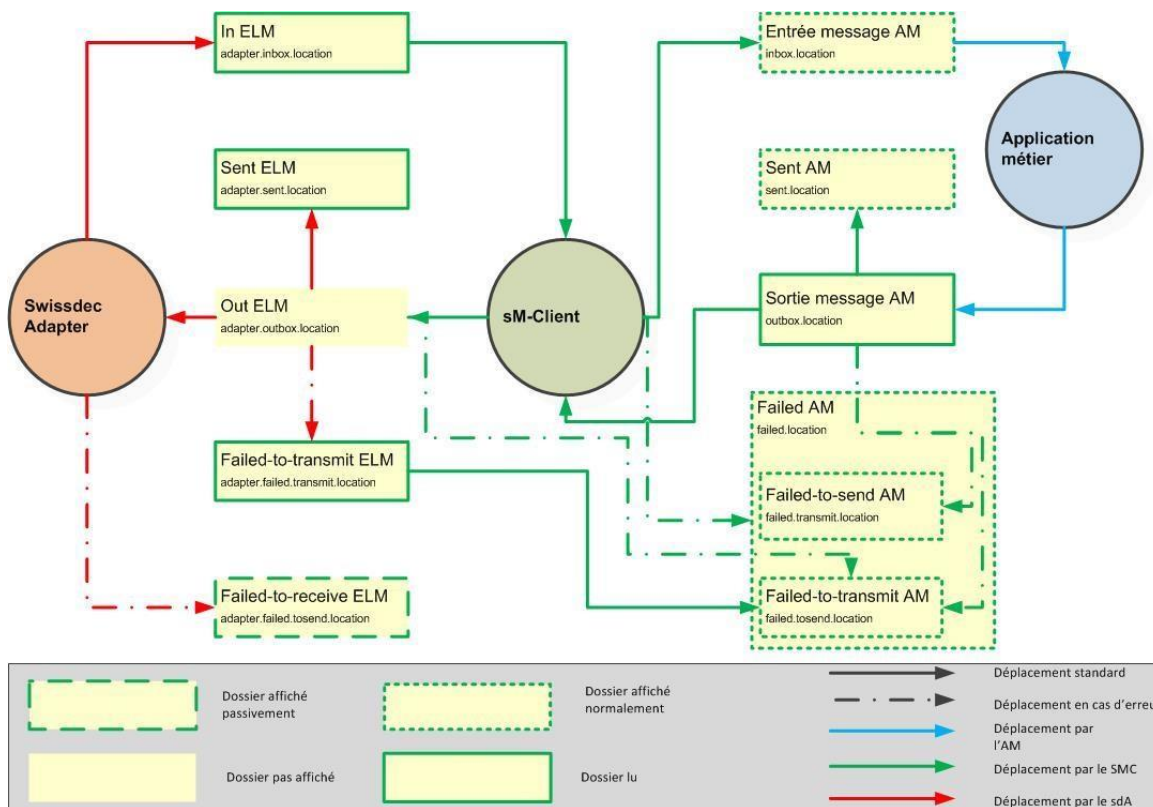 In ELM
adapter.inbox.location
Entrée message AM
inbox.location
Sent ELM
adapter.sent.location
Sent AM
sent.location
Application
métier
Swissdec
Adapter
Out ELM
adapter.outbox.location
sM-Client
Sortie message AM
outbox.location
Failed AM
failed.location
Failed-to-transmit ELM
adapter.failed.transmit.location
Failed-to-send AM
failed.transmit.location
Failed-to-receive ELM
adapter.failed.tosend.location
Failed-to-transmit AM
failed.tosend.location
Dossier affiché
passivement
Dossier affiché
normalement
Dossier pas affiché
Dossier lu
Déplacement standard
Déplacement en cas d'erreu
Déplacement par
l'AM
Déplacement par le SMC
Déplacement par le sdA